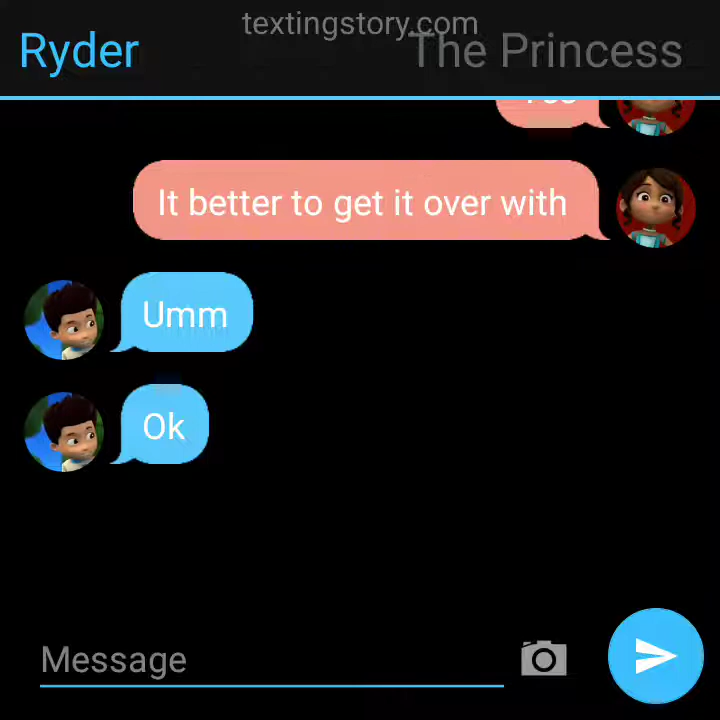 textingstory.com
Ryder
The Princess
It better to get it over with
Umm
Ok
Message